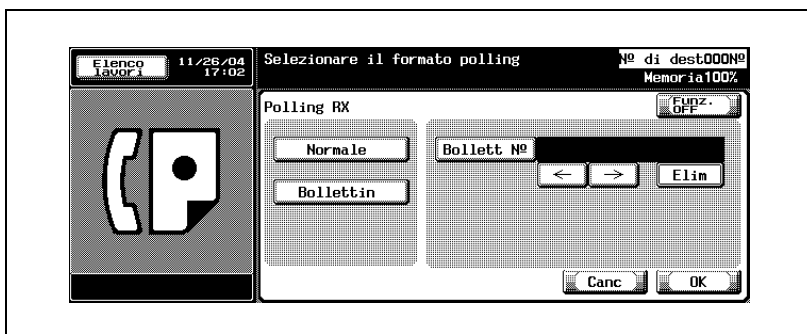 Elenco lavori
11/26/04
17:02
Selezionare il formato polling
Nº di dest000Nº
Memoria100%
Polling RX
Funz. OFF
Normale
Bollett Nº
← →
Elim
Bollettin
Canc
OK